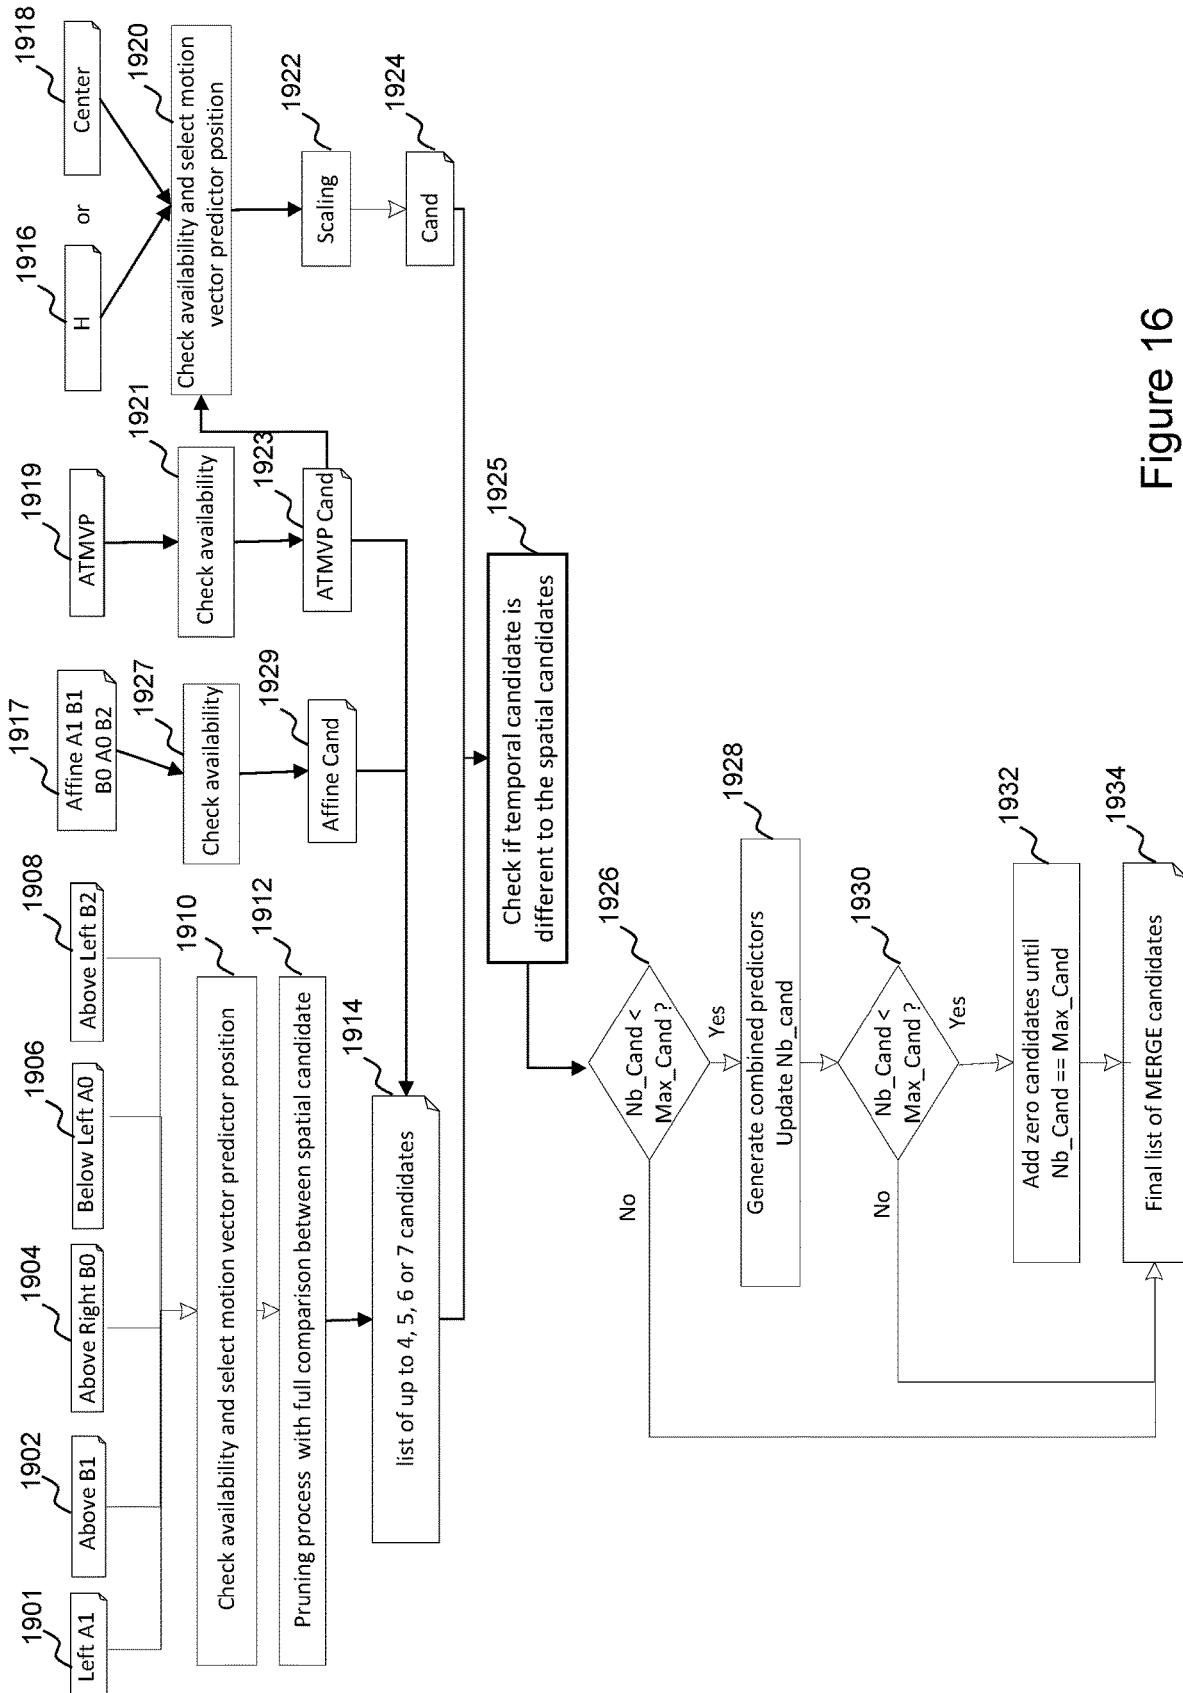 1901
Left A1
1902
Above B1
1904
Above Right B0
1906
Below Left A0
1908
Above Left B2
1917
Affine A1 B1
B0 A0 B2
1919
ATMVP
1916
H
or
1918
Center
1910
Check availability and select motion vector predictor position
1912
Pruning process with full comparison between spatial candidate
1914
list of up to 4, 5, 6 or 7 candidates
1927
Check availability
1929
Affine Cand
1921
Check availability
1923
ATMVP Cand
1920
Check availability and select motion
vector predictor position
1922
Scaling
1924
Cand
1925
Check if temporal candidate is
different to the spatial candidates
1926
Nb_Cand <
Max_Cand ?
No
Yes
1928
Generate combined predictors
Update Nb_cand
1930
Nb_Cand <
Max_Cand ?
No
Yes
1932
Add zero candidates until
Nb_Cand == Max_Cand
1934
Final list of MERGE candidates
Figure 16